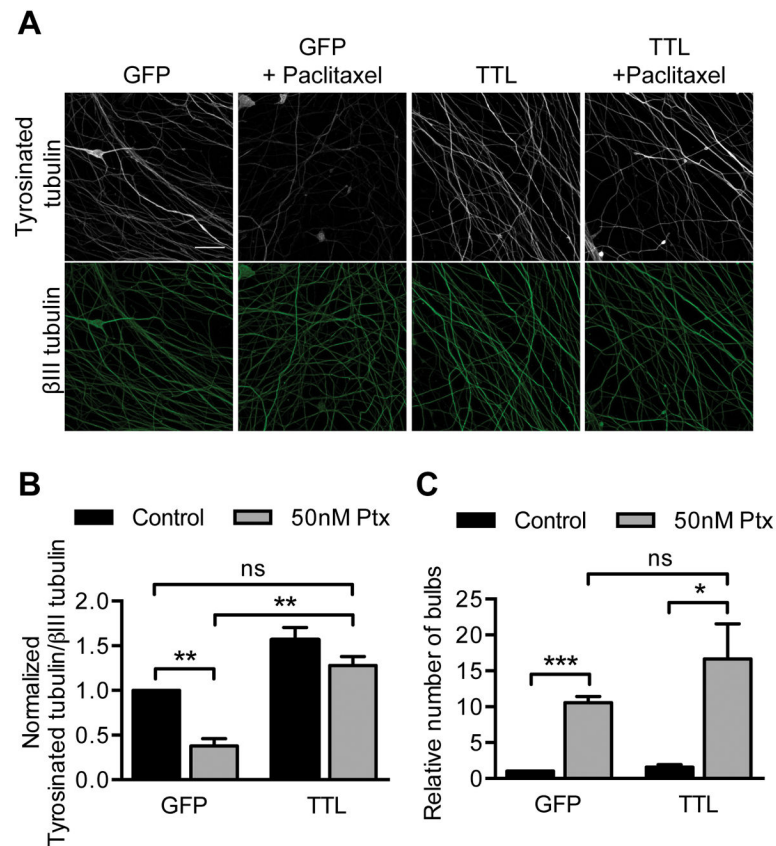 A
GFP
GFP
+ Paclitaxel
TTL
TTL
+Paclitaxel
Tyrosinated
tubulin
βIII tubulin
B
Control
50nM Ptx
Normalized
Tyrosinated tubulin/βIII tubulin
2.0
1.5
1.0
0.5
0.0
ns
**
**
GFP
TTL
C
Control
50nM Ptx
Relative number of bulbs
25
20
15
10
5
0
ns
*
***
GFP
TTL